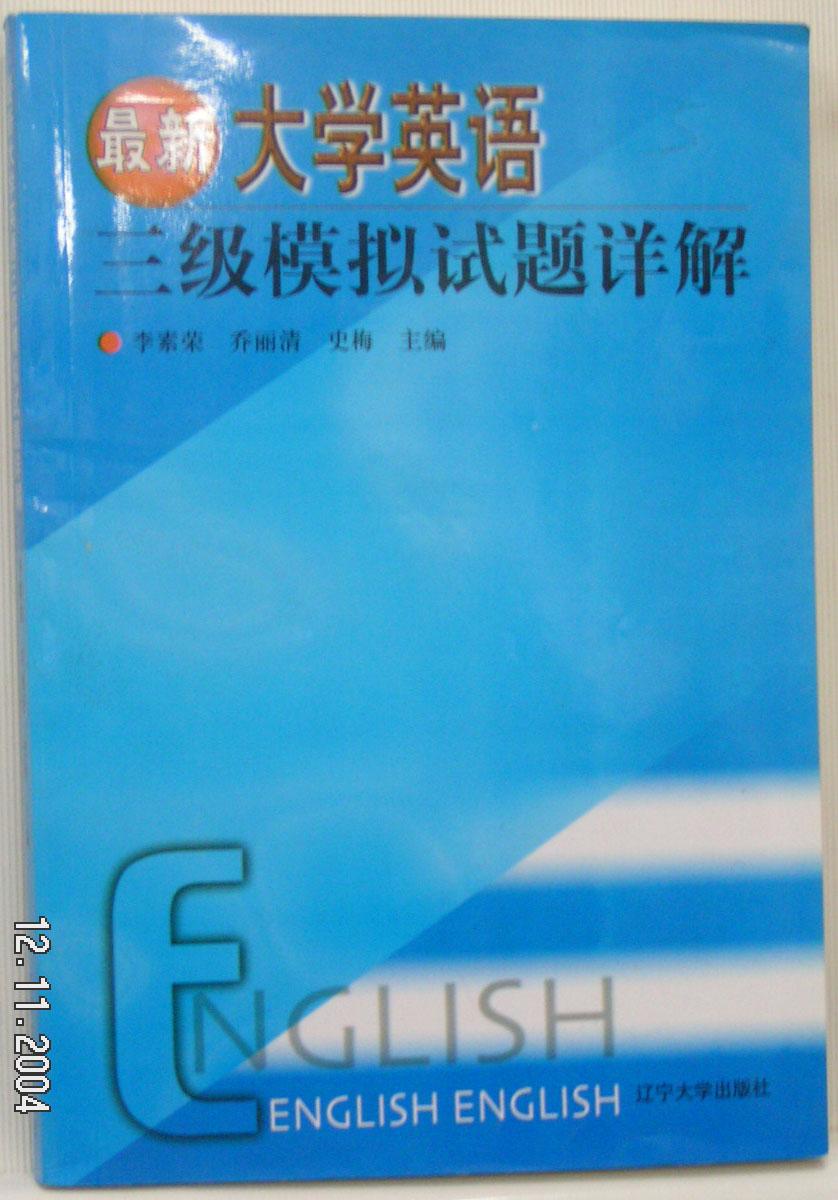 最新 大学英语
三级模拟试题详解
李素荣 乔丽清 史梅 主编
ENGLISH
ENGLISH ENGLISH 辽宁大学出版社
12.11.2004